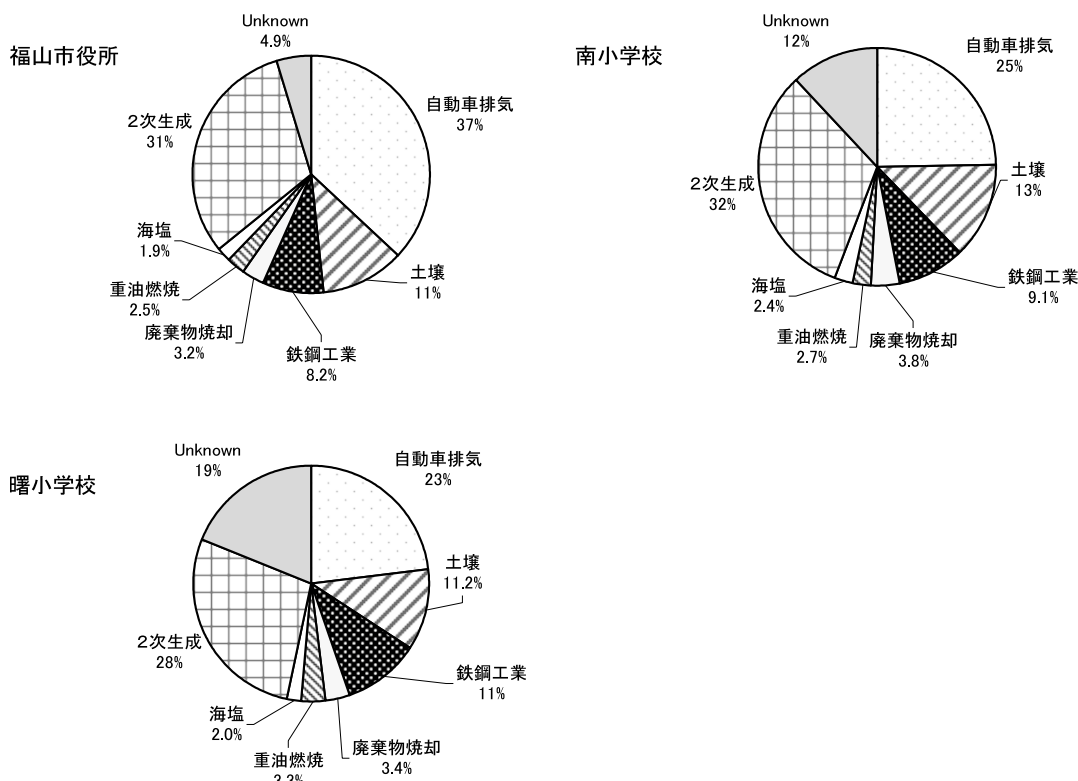 福山市役所
Unknown
4.9%
自動車排気
37%
土壌
11%
鉄鋼工業
8.2%
廃棄物焼却
3.2%
重油燃焼
2.5%
海塩
1.9%
2次生成
31%
南小学校
Unknown
12%
自動車排気
25%
土壌
13%
鉄鋼工業
9.1%
廃棄物焼却
3.8%
重油燃焼
2.7%
海塩
2.4%
2次生成
32%
曙小学校
Unknown
19%
自動車排気
23%
土壌
11.2%
鉄鋼工業
11%
廃棄物焼却
3.4%
重油燃焼
海塩
2.0%
2次生成
28%